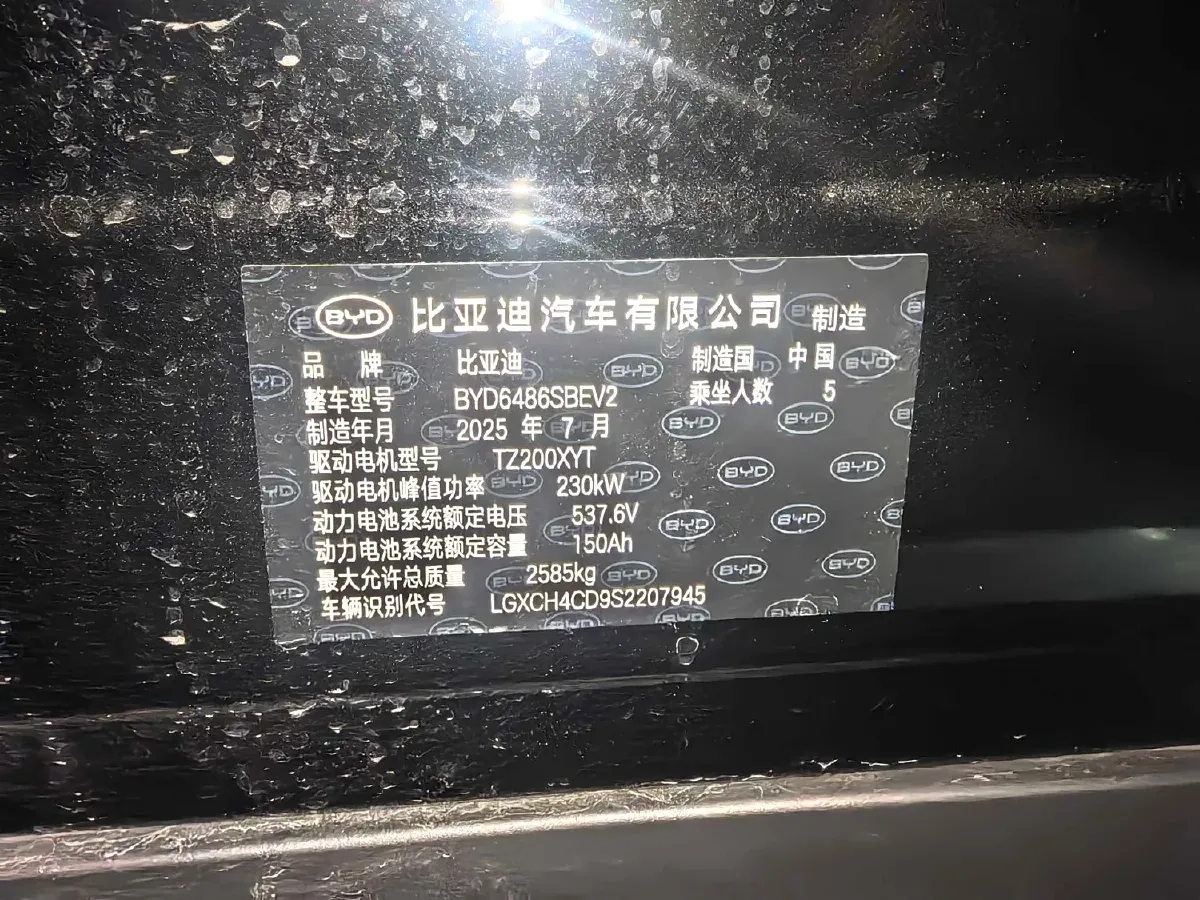 BYD 比亚迪汽车有限公司 制造
品 牌 比亚迪 制造国 中国
整车型号 BYD6486SBEV2 乘坐人数 5
制造年月 2025 年 7 月
驱动电机型号 TZ200XYT
驱动电机峰值功率 230kW
动力电池系统额定电压 537.6V
动力电池系统额定容量 150Ah
最大允许总质量 2585kg
车辆识别代号 LGXCH4CD9S2207945